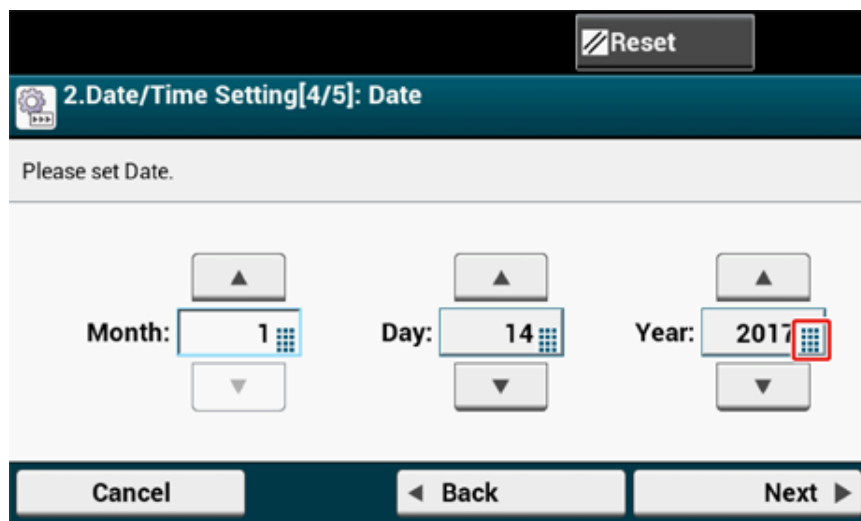 Reset
2.Date/Time Setting[4/5]: Date
Please set Date.
Month: 1 Day: 14 Year: 2017
Cancel Back Next